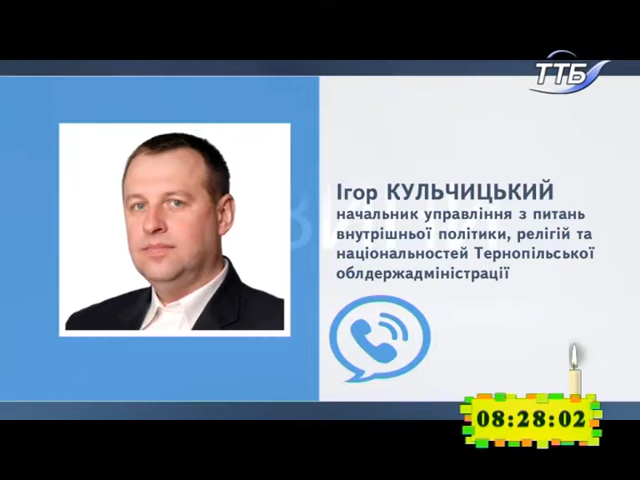 ТТБ
Ігор КУЛЬЧИЦЬКИЙ
начальник управління з питань
внутрішньої політики, релігій та
національностей Тернопільської
облдержадміністрації
08:28:02